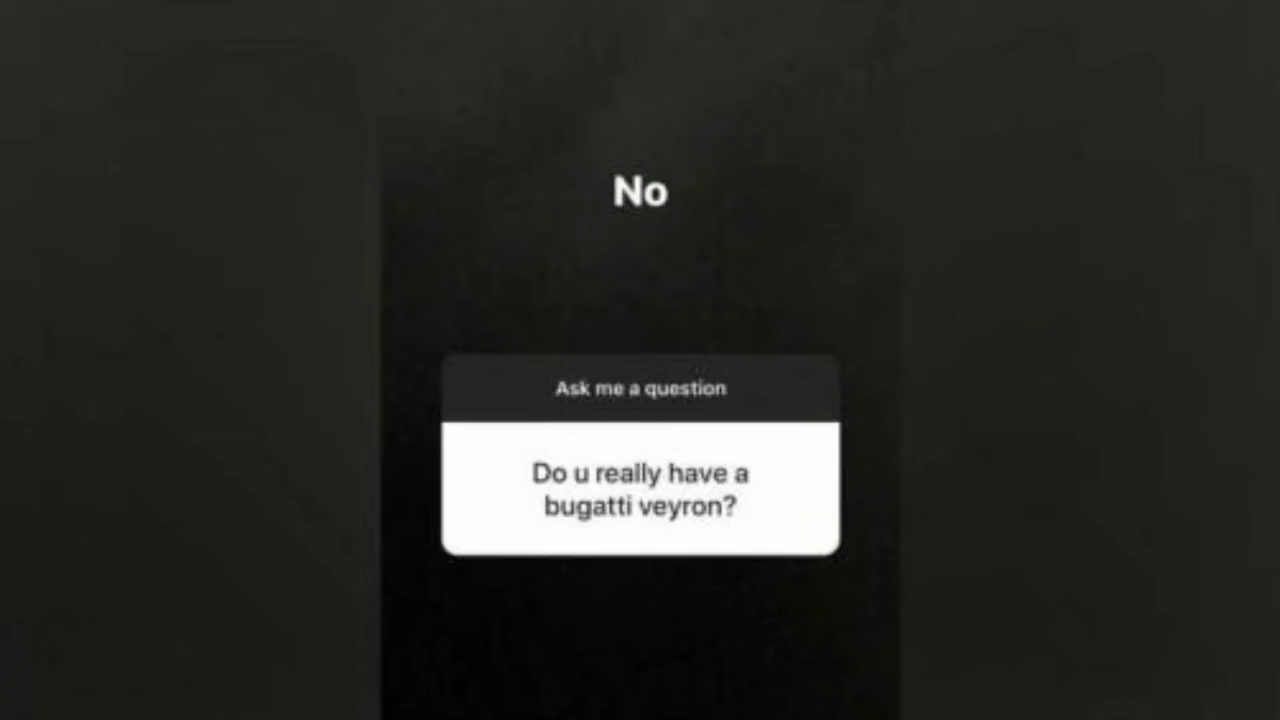 No
Ask me a question
Do u really have a
bugatti veyron?